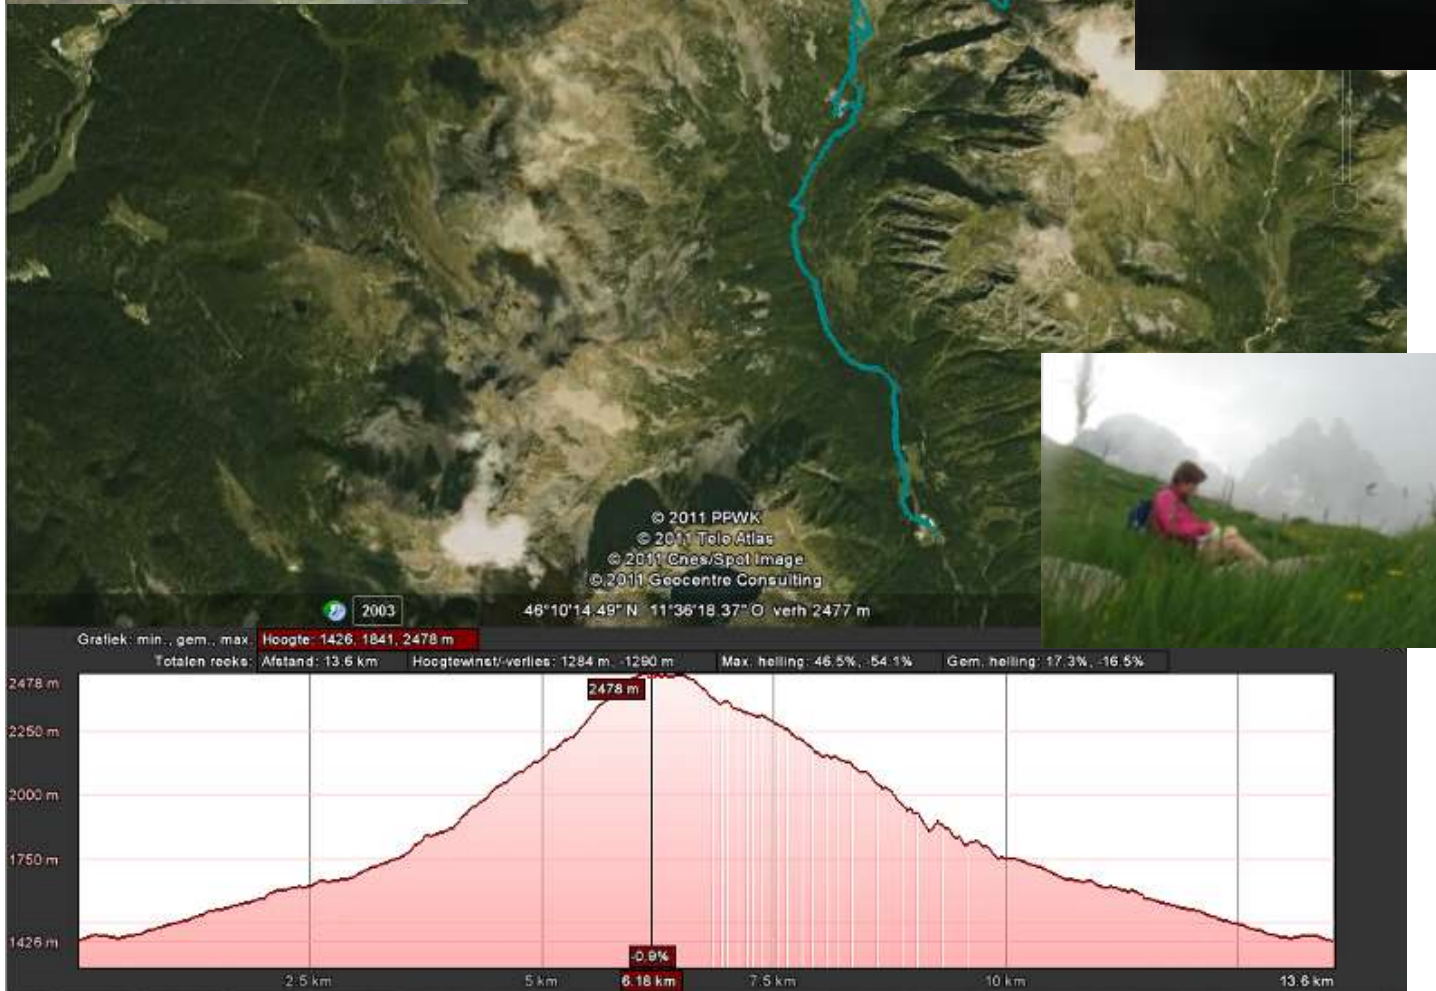 © 2011 PPWK
© 2011 Tele Atlas
© 2011 Cnes/Spot Image
© 2011 Geocentre Consulting
2003
46°10'14.49" N 11°36'18.37" O verh 2477 m
Grafiek: min., gem., max. Hoogte: 1426, 1841, 2478 m
Totalen reeks: Afstand: 13.6 km Hoogtewinst/-verlies: 1284 m, -1290 m Max. helling: 46.5%, -54.1% Gem. helling: 17.3%, -16.5%
2478 m
2478 m
2250 m
2000 m
1750 m
1426 m
-0.9%
2.5 km 5 km 6.18 km 7.5 km 10 km 13.6 km